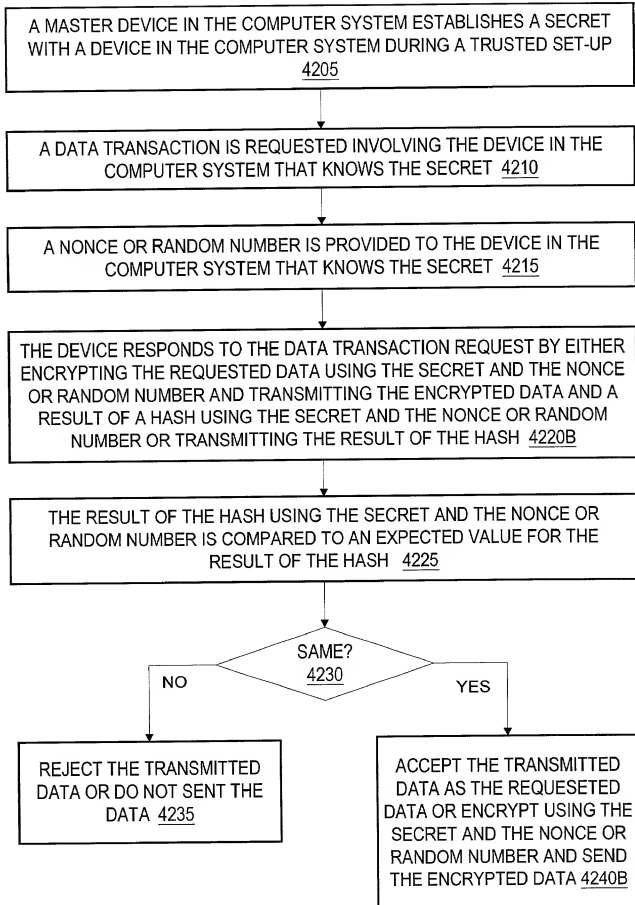 A MASTER DEVICE IN THE COMPUTER SYSTEM ESTABLISHES A SECRET
WITH A DEVICE IN THE COMPUTER SYSTEM DURING A TRUSTED SET-UP
4205
A DATA TRANSACTION IS REQUESTED INVOLVING THE DEVICE IN THE
COMPUTER SYSTEM THAT KNOWS THE SECRET 4210
A NONCE OR RANDOM NUMBER IS PROVIDED TO THE DEVICE IN THE
COMPUTER SYSTEM THAT KNOWS THE SECRET 4215
THE DEVICE RESPONDS TO THE DATA TRANSACTION REQUEST BY EITHER
ENCRYPTING THE REQUESTED DATA USING THE SECRET AND THE NONCE
OR RANDOM NUMBER AND TRANSMITTING THE ENCRYPTED DATA AND A
RESULT OF A HASH USING THE SECRET AND THE NONCE OR RANDOM
NUMBER OR TRANSMITTING THE RESULT OF THE HASH 4220B
THE RESULT OF THE HASH USING THE SECRET AND THE NONCE OR
RANDOM NUMBER IS COMPARED TO AN EXPECTED VALUE FOR THE
RESULT OF THE HASH 4225
SAME?
4230
NO
YES
REJECT THE TRANSMITTED
DATA OR DO NOT SENT THE
DATA 4235
ACCEPT THE TRANSMITTED
DATA AS THE REQUESETED
DATA OR ENCRYPT USING THE
SECRET AND THE NONCE OR
RANDOM NUMBER AND SEND
THE ENCRYPTED DATA 4240B